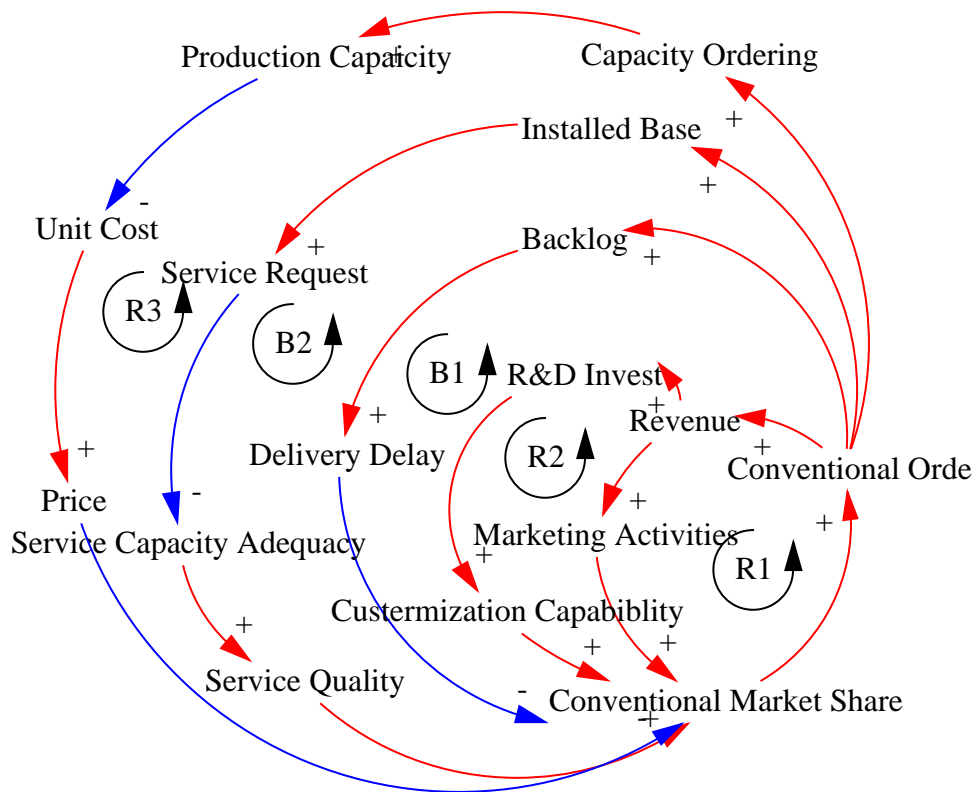 Production Capaicity
+
Capacity Ordering
+
Installed Base
+
-
Unit Cost
+
Service Request
Backlog
+
R3
B2
B1
R&D Invest
+
Revenue
+
+
+
Delivery Delay
R2
Conventional Orde
Price
-
+
+
Service Capacity Adequacy
Marketing Activities
+
R1
Custermization Capabiblity
+
+
+
Service Quality
-
Conventional Market Share
-+